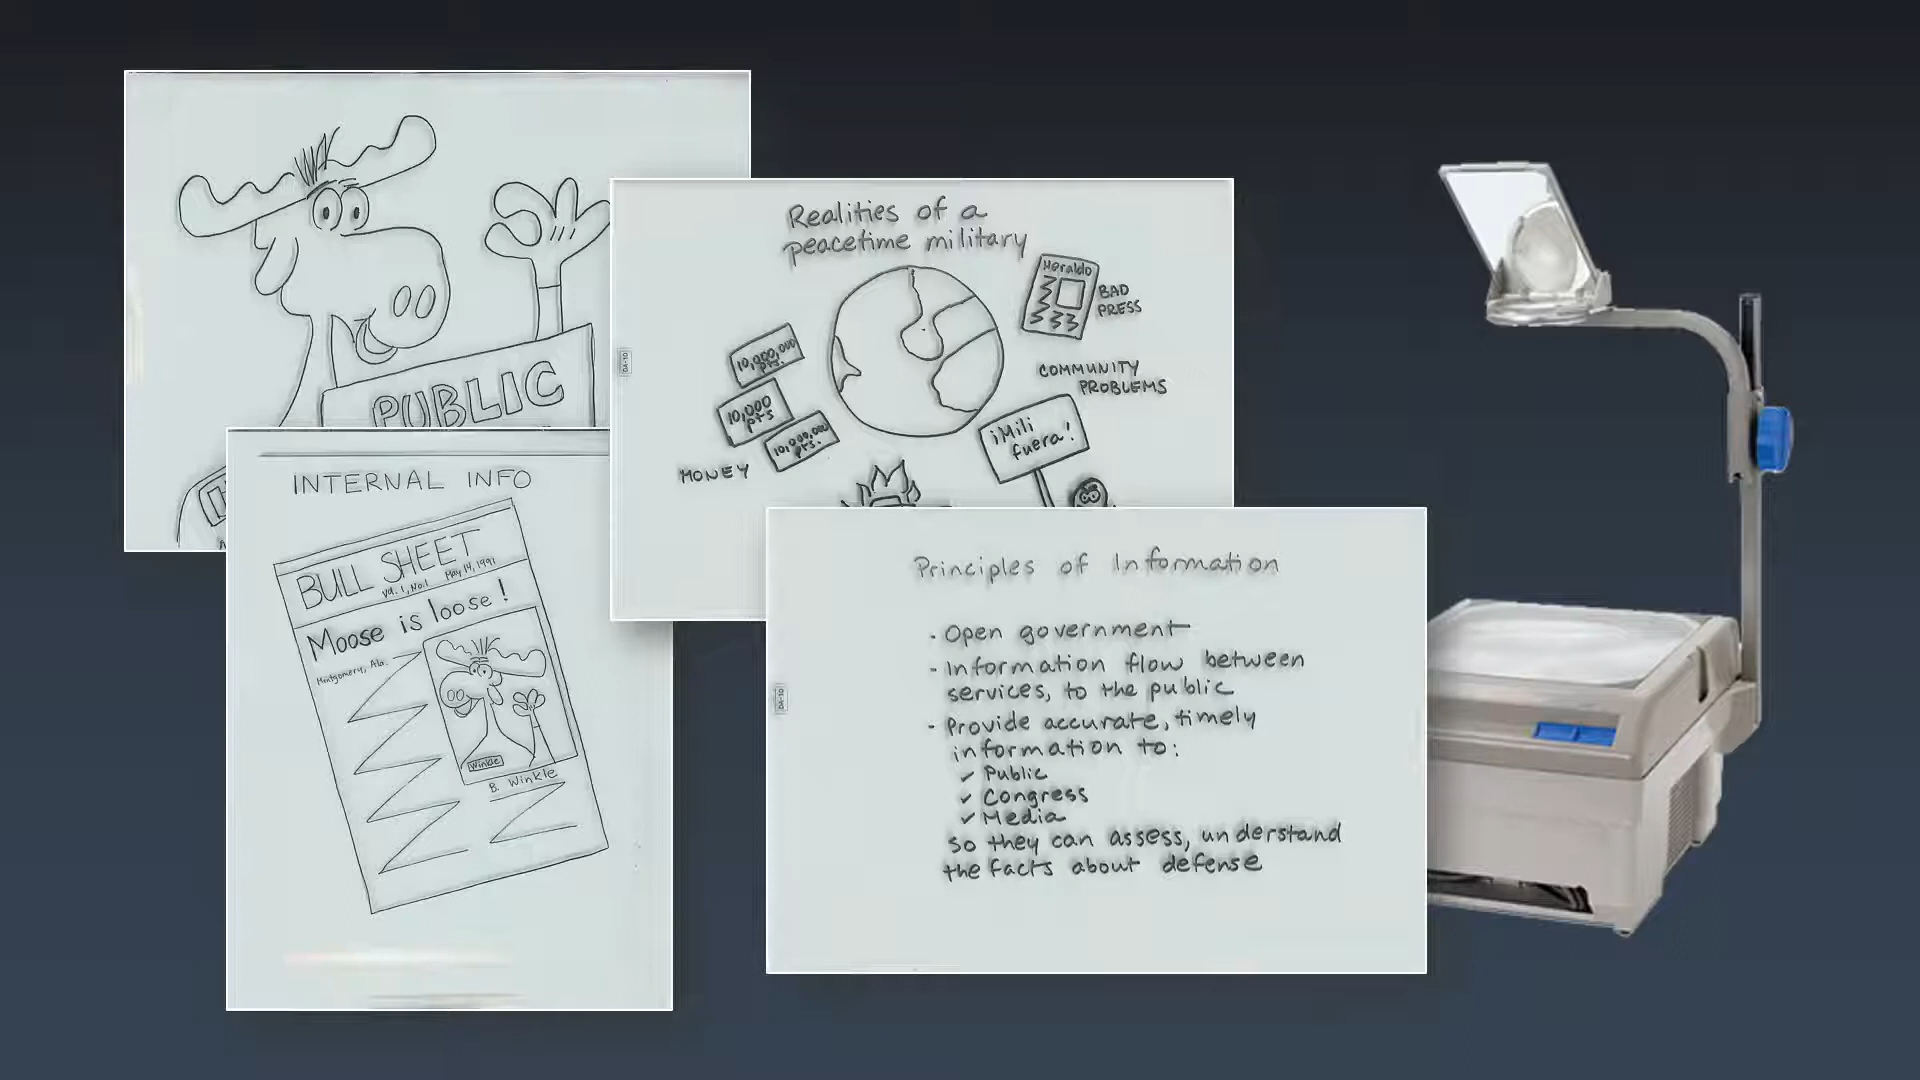 PUBLIC
Realities of a
peacetime military
Heraldo
BAD
PRESS
10,000,000
pts.
10,000
pts
10,000,000
pts.
MONEY
COMMUNITY
PROBLEMS
¡Mili
fuera!
INTERNAL INFO
BULL SHEET
Vol. 1, No.1 May 14, 1991
Moose is loose!
Montgomery, Ala.
Winkle
B. Winkle
Principles of Information
- Open government
- Information flow between
services, to the public
- Provide accurate, timely
information to:
✓ Public
✓ Congress
✓ Media
so they can assess, understand
the facts about defense